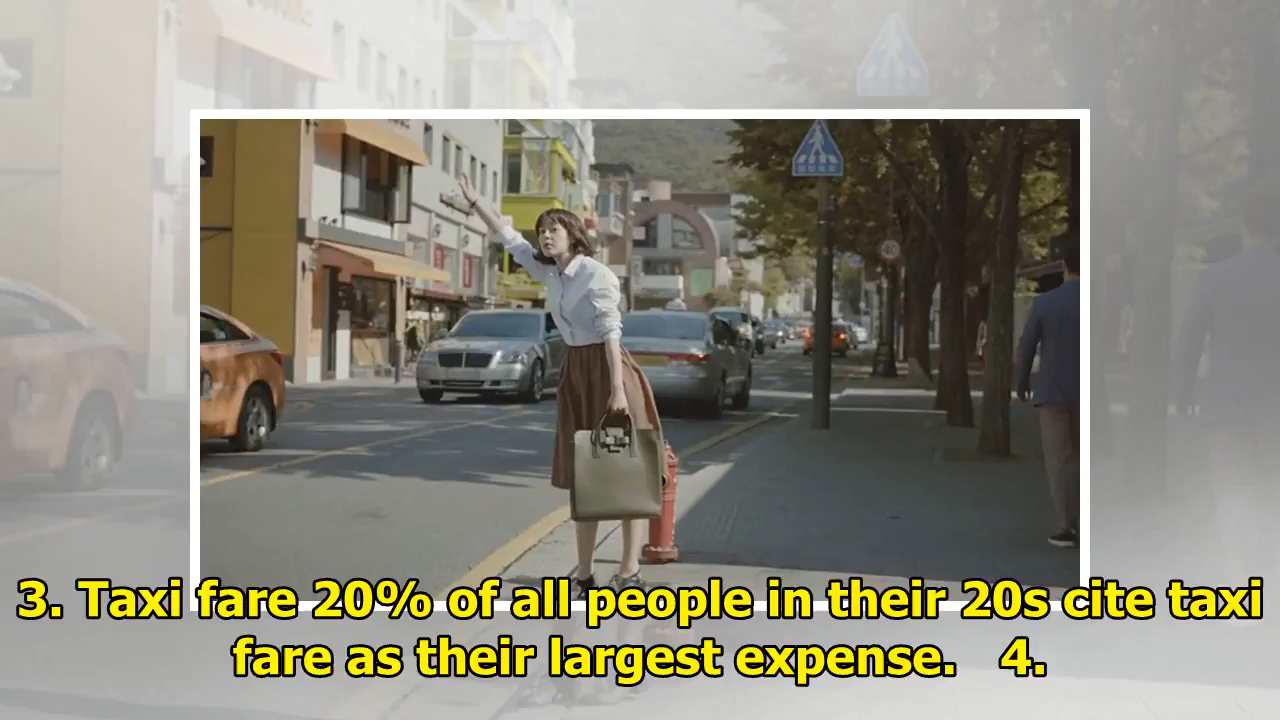 3. Taxi fare 20% of all people in their 20s cite taxi
fare as their largest expense.   4.